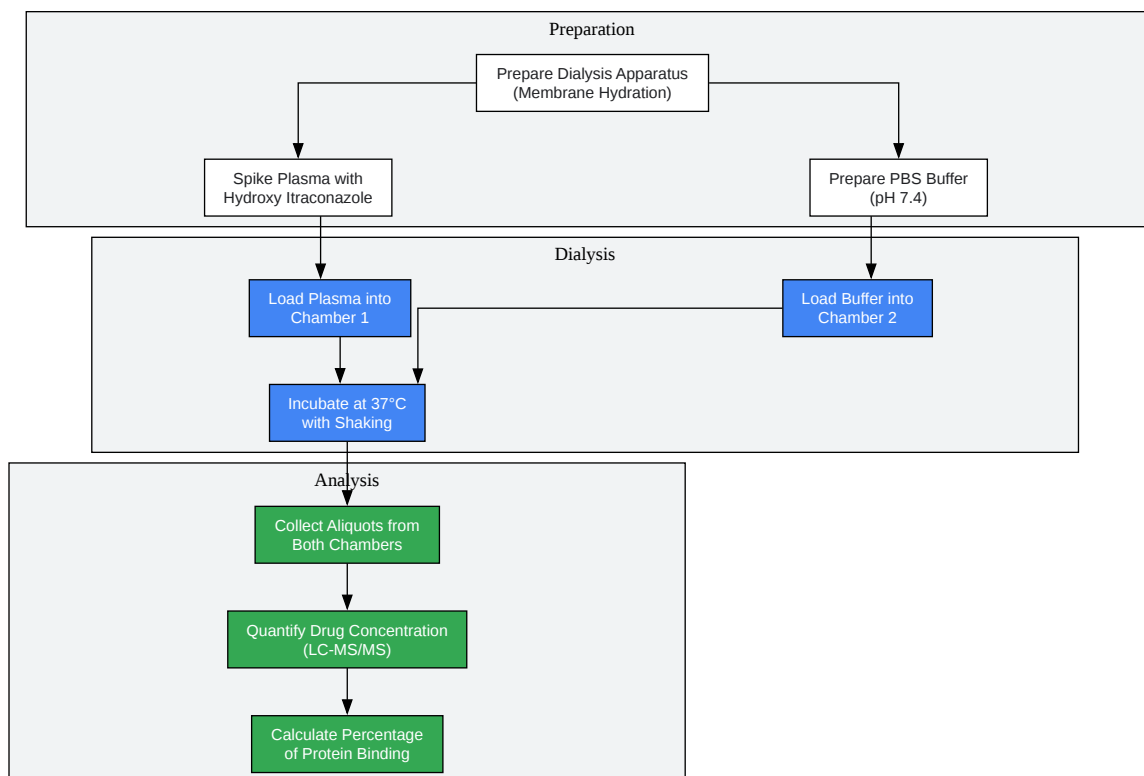 Preparation
Prepare Dialysis Apparatus
(Membrane Hydration)
Spike Plasma with
Hydroxy Itraconazole
Prepare PBS Buffer
(pH 7.4)
Dialysis
Load Plasma into
Chamber 1
Load Buffer into
Chamber 2
Incubate at 37°C
with Shaking
Analysis
Collect Aliquots from
Both Chambers
Quantify Drug Concentration
(LC-MS/MS)
Calculate Percentage
of Protein Binding